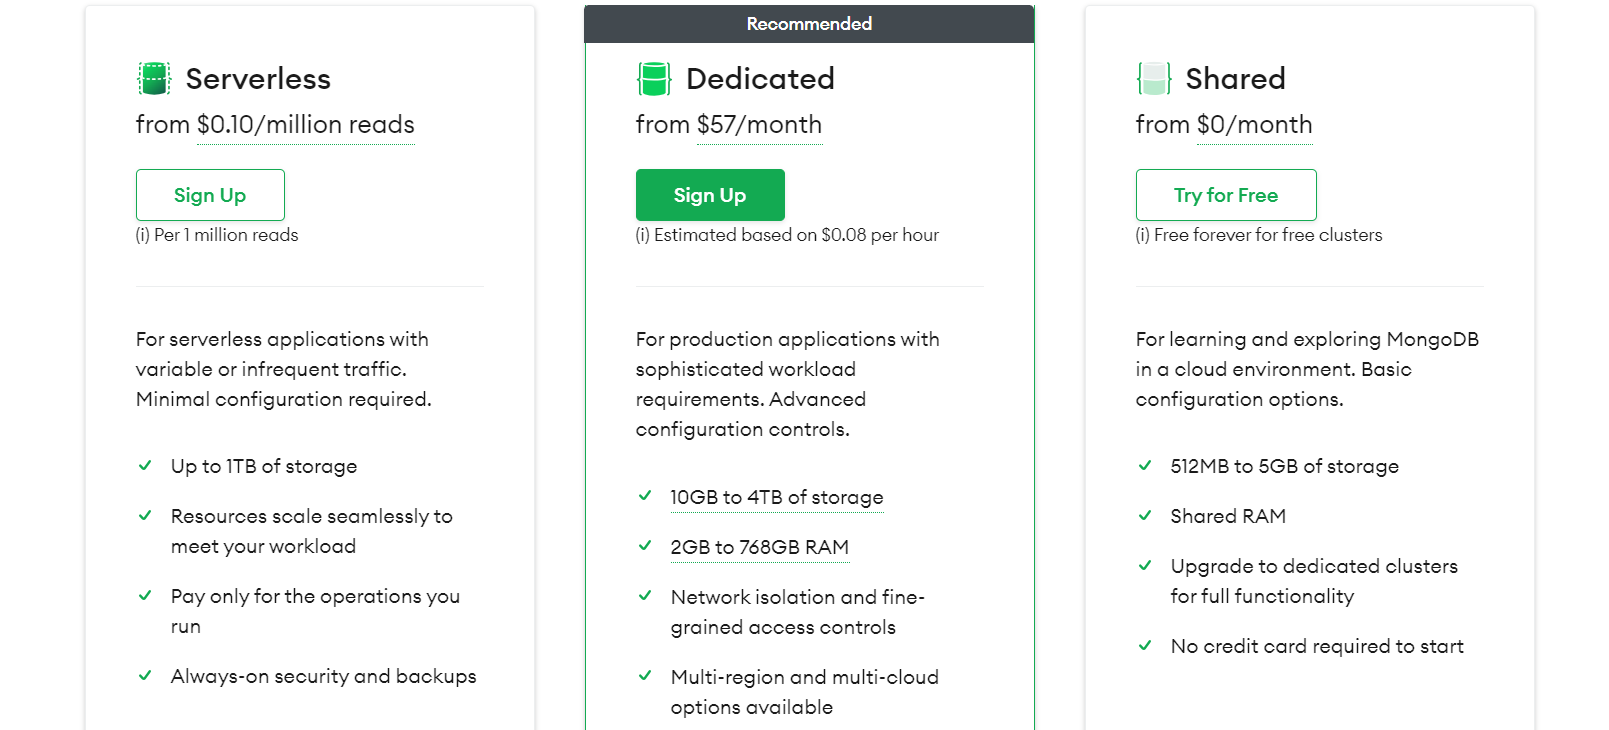 Serverless
from $0.10/million reads
Sign Up
(i) Per 1 million reads
For serverless applications with
variable or infrequent traffic.
Minimal configuration required.
Up to 1TB of storage
Resources scale seamlessly to
meet your workload
Pay only for the operations you
run
Always-on security and backups
Recommended
Dedicated
from $57/month
Sign Up
(i) Estimated based on $0.08 per hour
For production applications with
sophisticated workload
requirements. Advanced
configuration controls.
10GB to 4TB of storage
2GB to 768GB RAM
Network isolation and fine-
grained access controls
Multi-region and multi-cloud
options available
Shared
from $0/month
Try for Free
(i) Free forever for free clusters
For learning and exploring MongoDB
in a cloud environment. Basic
configuration options.
512MB to 5GB of storage
Shared RAM
Upgrade to dedicated clusters
for full functionality
No credit card required to start